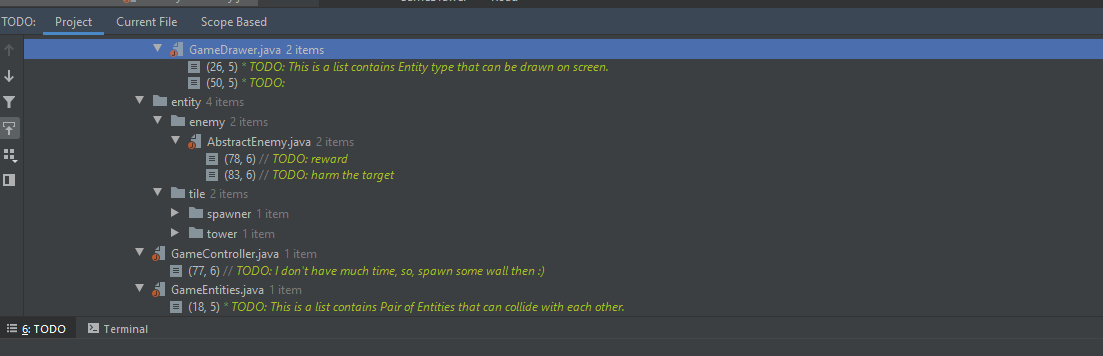 TODO: Project Current File Scope Based
GameDrawer.java 2 items
(26, 5) * TODO: This is a list contains Entity type that can be drawn on screen.
(50, 5) * TODO:
entity 4 items
enemy 2 items
AbstractEnemy.java 2 items
(78, 6) // TODO: reward
(83, 6) // TODO: harm the target
tile 2 items
spawner 1 item
tower 1 item
GameController.java 1 item
(77, 6) // TODO: I don't have much time, so, spawn some wall then :)
GameEntities.java 1 item
(18, 5) * TODO: This is a list contains Pair of Entities that can collide with each other.
6: TODO Terminal